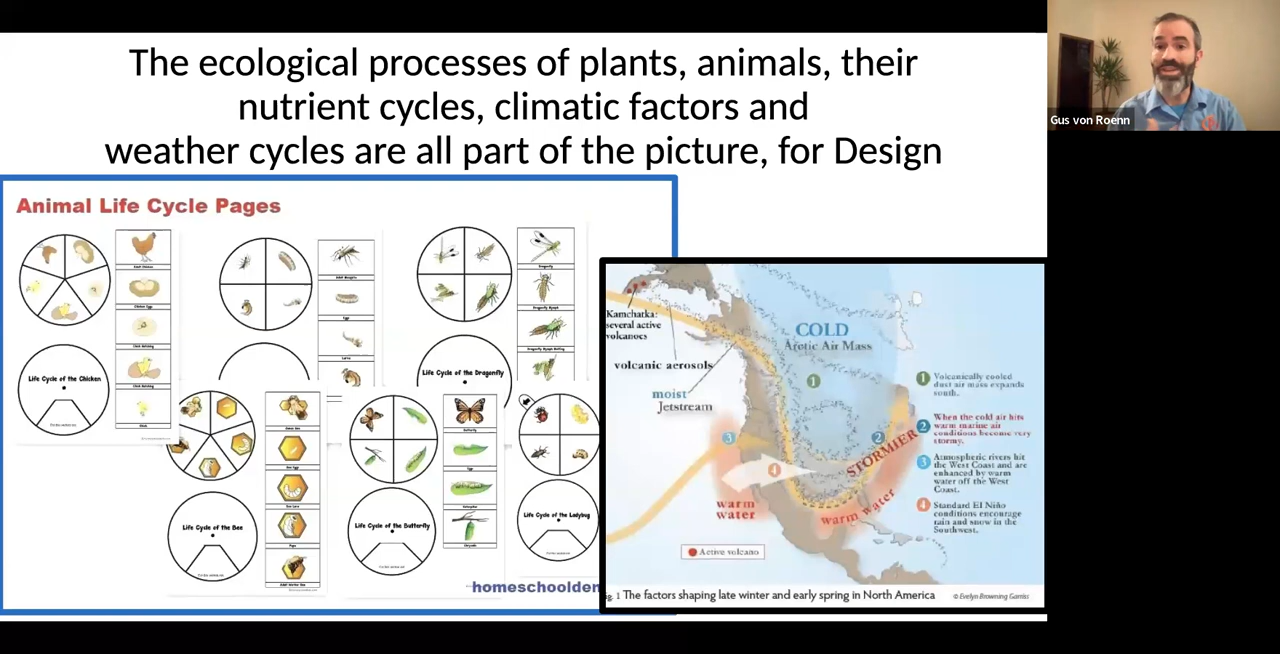 The ecological processes of plants, animals, their
nutrient cycles, climatic factors and
weather cycles are all part of the picture, for Design
Gus von Roenn
Animal Life Cycle Pages
Life Cycle of the Chicken
Life Cycle of the Dragonfly
Life Cycle of the Bee
Life Cycle of the Butterfly
Life Cycle of the Ladybug
homeschoolden
Kamchatka:
several active
volcanoes
volcanic aerosols
moist
Jetstream
COLD
Arctic Air Mass
1
2
3
4
STORMIER
warm
water
warm water
Active volcano
1 Volcanically cooled
dust air mass expands
south.
2 When the cold air hits
warm marine air
conditions become very
stormy.
3 Atmospheric rivers hit
the West Coast and are
enhanced by warm
water off the West
Coast.
4 Standard El Niño
conditions encourage
rain and snow in the
Southwest.
1 The factors shaping late winter and early spring in North America
© Evelyn Browning Garriss